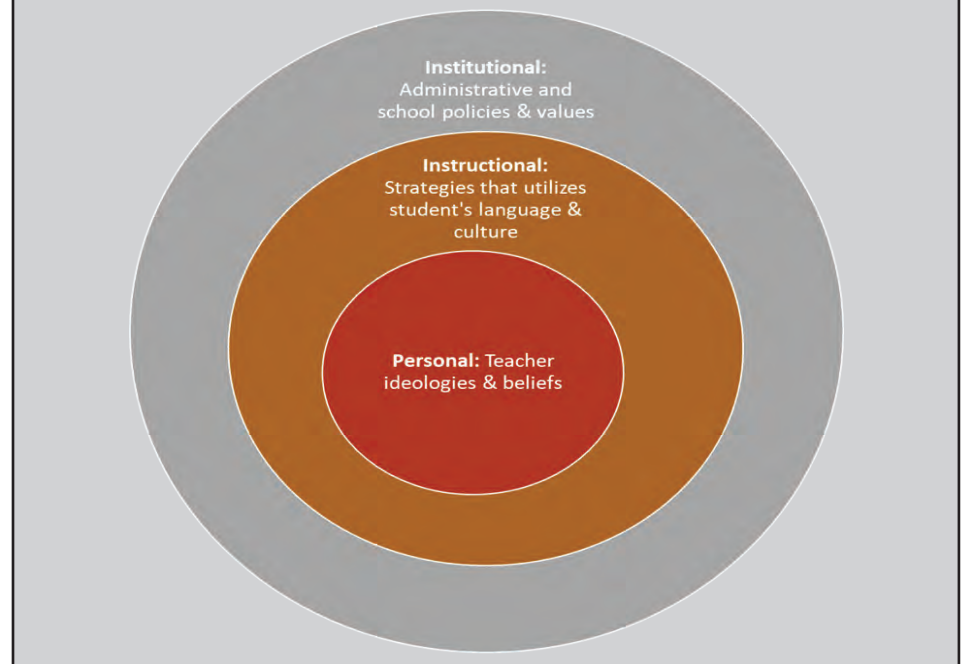 Institutional:
Administrative and
school policies & values
Instructional:
Strategies that utilizes
student's language &
culture
Personal: Teacher
ideologies & beliefs